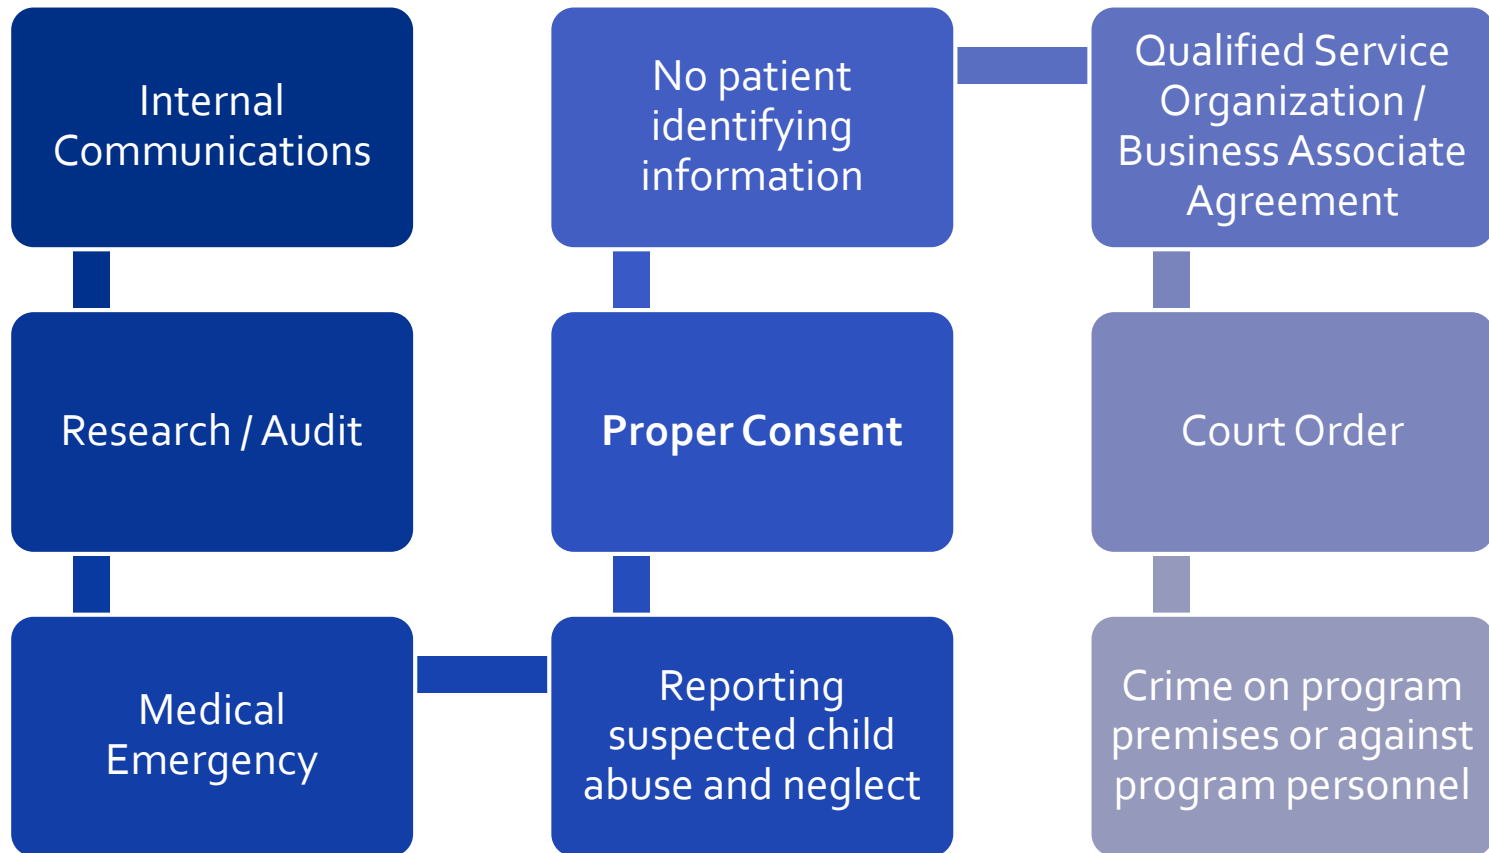 Internal
Communications
Research / Audit
Medical
Emergency
Reporting
suspected child
abuse and neglect
Proper Consent
No patient
identifying
information
Qualified Service
Organization /
Business Associate
Agreement
Court Order
Crime on program
premises or against
program personnel